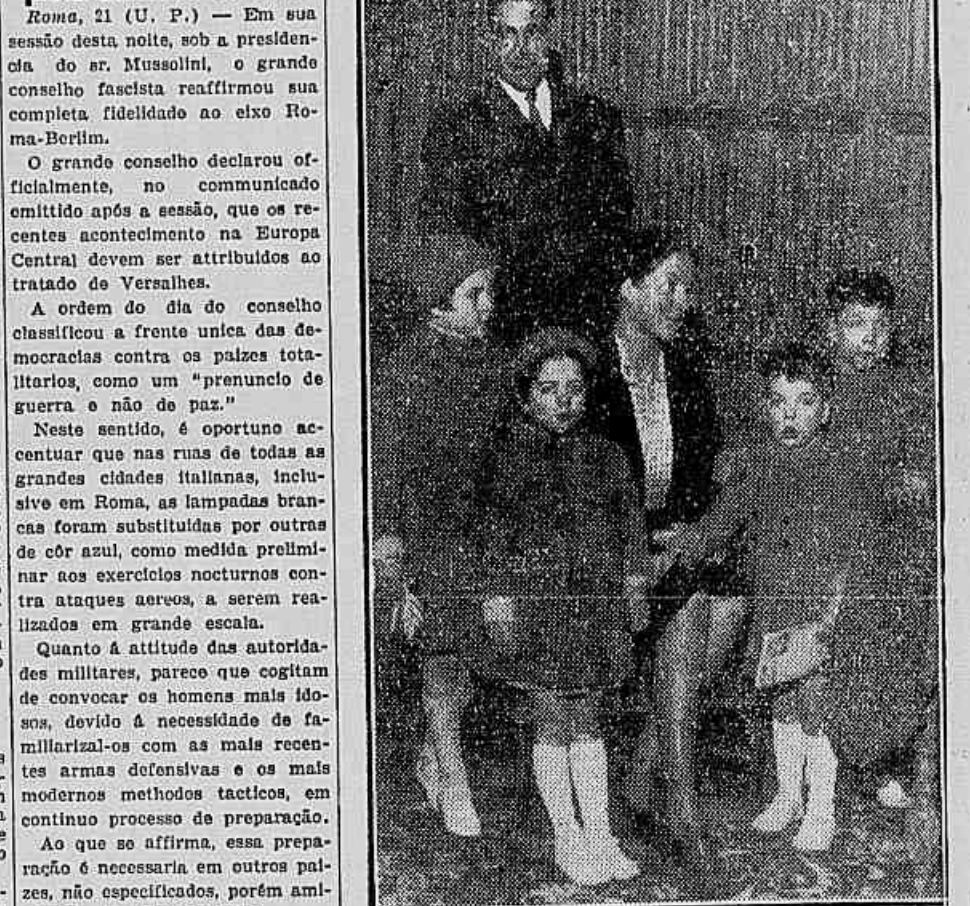 Roma, 21 (U. P.) — Em sua
sessão desta noite, sob a presiden-
cia do sr. Mussolini, o grande
conselho fascista reaffirmou sua
completa fidelidado ao eixo Ro-
ma-Berlim.
O grande conselho declarou of-
ficialmente, no communicado
emittido após a sessão, que os re-
centes acontecimento na Europa
Central devem ser attribuidos ao
tratado de Versalhes.
A ordem do dia do conselho
classificou a frente unica das de-
mocracias contra os paizes tota-
litarios, como um "prenuncio de
guerra e não de paz."
Neste sentido, é opportuno ac-
centuar que nas ruas de todas as
grandes cidades italianas, inclu-
sive em Roma, as lampadas bran-
cas foram substituidas por outras
de côr azul, como medida prelimi-
nar aos exercicios nocturnos con-
tra ataques aereos, a serem rea-
lizados em grande escala.
Quanto á attitude das autorida-
des militares, parece que cogitam
de convocar os homens mais ido-
sos, devido á necessidade de fa-
miliarizal-os com as mais recen-
tes armas defensivas e os mais
modernos methodos tacticos, em
continuo processo de preparação.
Ao que se affirma, essa prepa-
ração é necessaria em outros pai-
zes, não especificados, porém ami-